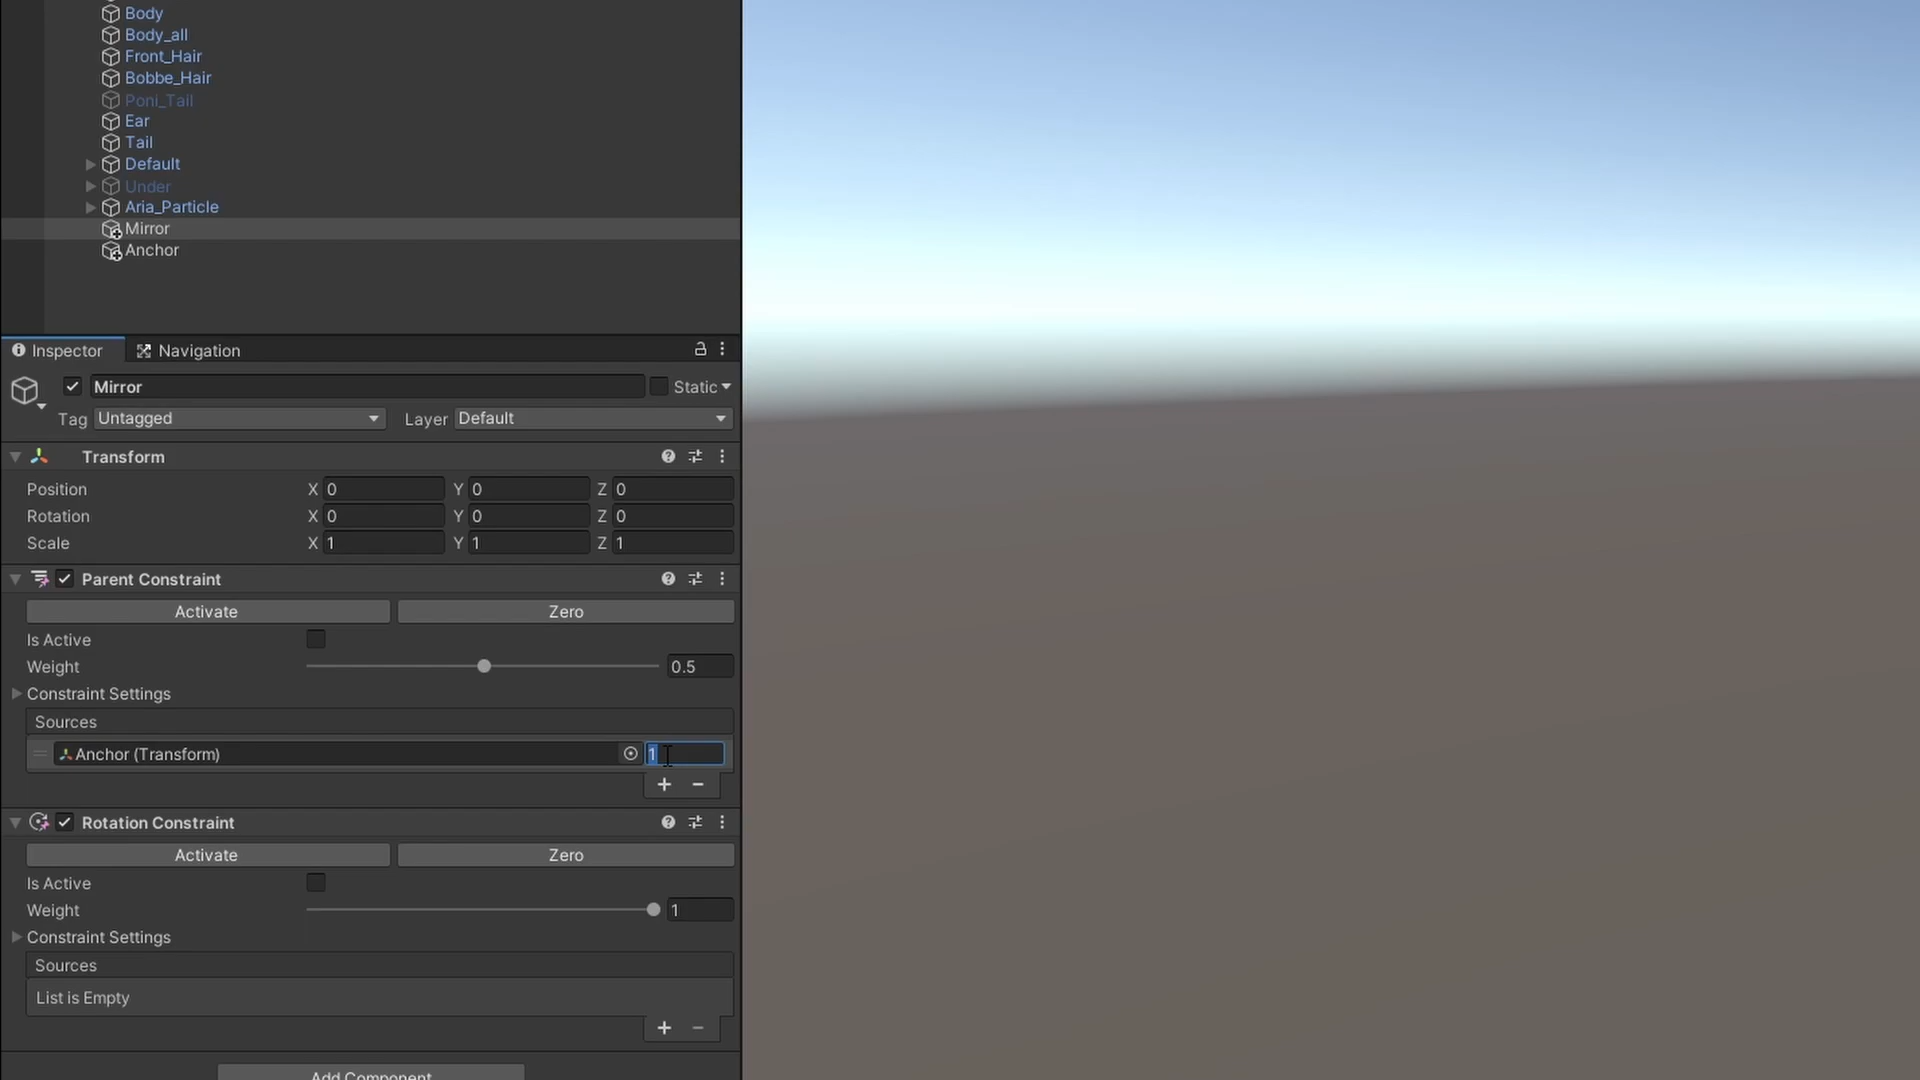 Body
Body_all
Front_Hair
Bobbe_Hair
Poni_Tail
Ear
Tail
Default
Under
Aria_Particle
Mirror
Anchor
Inspector Navigation
Mirror Static
Tag Untagged Layer Default
Transform
Position X 0 Y 0 Z 0
Rotation X 0 Y 0 Z 0
Scale X 1 Y 1 Z 1
Parent Constraint
Activate Zero
Is Active
Weight 0.5
Constraint Settings
Sources
Anchor (Transform) 1
Rotation Constraint
Activate Zero
Is Active
Weight 1
Constraint Settings
Sources
List is Empty
Add Component